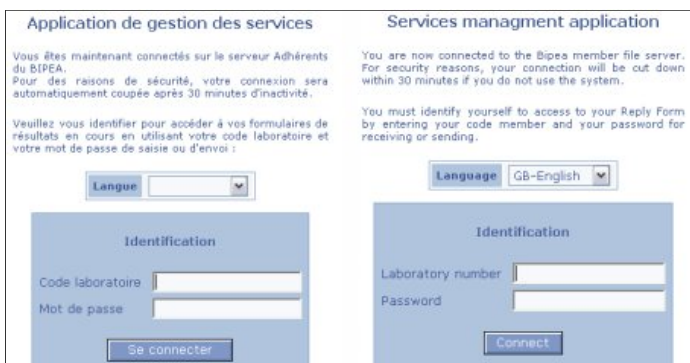 Application de gestion des services
Vous êtes maintenant connectés sur le serveur Adhérents
du BIPEA.
Pour des raisons de sécurité, votre connexion sera
automatiquement coupée après 30 minutes d'inactivité.
Veuillez vous identifier pour accéder à vos formulaires de
résultats en cours en utilisant votre code laboratoire et
votre mot de passe de saisie ou d'envoi :
Langue
Identification
Code laboratoire
Mot de passe
Se connecter
Services managment application
You are now connected to the Bipea member file server.
For security reasons, your connection will be cut down
within 30 minutes if you do not use the system.
You must identify yourself to access to your Reply Form
by entering your code member and your password for
receiving or sending.
Language GB-English
Identification
Laboratory number
Password
Connect